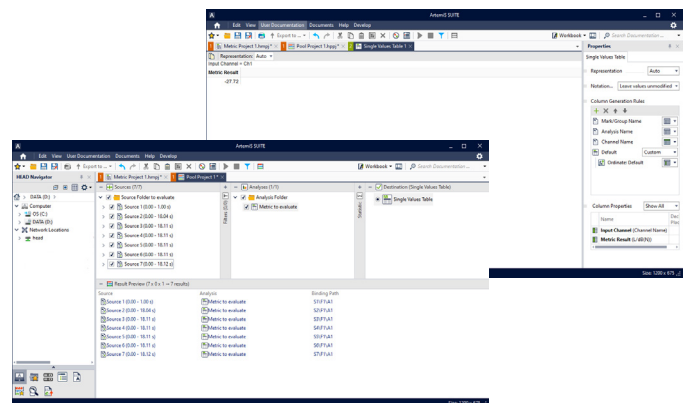 ArtemiS SUITE
Edit View User Documentation Documents Help Develop
Export to ...
Workbook
Search Documentation ...
Metric Project 1.hmpj*
Pool Project 1.hpjg*
Single Values Table 1
Representation Auto
Input Channel = Ch1
Metric Result
-27.72
Properties
Single Values Table
Representation Auto
Notation... Leave values unmodified
Column Generation Rules
Mark/Group Name
Analysis Name
Channel Name
Default Custom
Ordinate Default
Column Properties Show All
Name
Input Channel (Channel Name)
Metric Result (L/dB(N))
Size: 1200 x 675
ArtemiS SUITE
Edit View User Documentation Documents Help Develop
Export to ...
Workbook
Search Documentation ...
HEAD Navigator
Metric Project 1.hmpj*
Pool Project 1*
DATA (D:)
Computer
OS (C:)
DATA (D:)
Network Locations
head
Sources (7/7)
Source Folder to evaluate
Source 1 (0.00 - 1.00 s)
Source 2 (0.00 - 18.04 s)
Source 3 (0.00 - 18.11 s)
Source 4 (0.00 - 18.11 s)
Source 5 (0.00 - 18.11 s)
Source 6 (0.00 - 18.11 s)
Source 7 (0.00 - 18.12 s)
Filters (0/0)
Analyses (1/1)
Analysis Folder
Metric to evaluate
Statistic
Destination (Single Values Table)
Single Values Table
Result Preview (7 x 0 x 1 → 7 results)
Source Analysis Binding Path
Source 1 (0.00 - 1.00 s) Metric to evaluate S1\F1\A1
Source 2 (0.00 - 18.04 s) Metric to evaluate S2\F1\A1
Source 3 (0.00 - 18.11 s) Metric to evaluate S3\F1\A1
Source 4 (0.00 - 18.11 s) Metric to evaluate S4\F1\A1
Source 5 (0.00 - 18.11 s) Metric to evaluate S5\F1\A1
Source 6 (0.00 - 18.11 s) Metric to evaluate S6\F1\A1
Source 7 (0.00 - 18.12 s) Metric to evaluate S7\F1\A1
Size: 1200 x 675